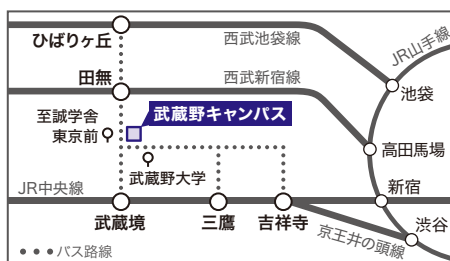 ひばりヶ丘
西武池袋線
JR山手線
田無
西武新宿線
池袋
至誠学舎
東京前
武蔵野キャンパス
高田馬場
武蔵野大学
JR中央線
新宿
武蔵境
三鷹
吉祥寺
京王井の頭線
渋谷
バス路線